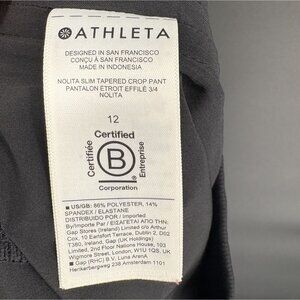 ATHLETA
DESIGNED IN SAN FRANCISCO
CONÇU À SAN FRANCISCO
MADE IN INDONESIA
NOLITA SLIM TAPERED CROP PANT
PANTALON ÉTROIT EFFILÉ 3/4
NOLITA
12
Certified
Certifiée
B
Entreprise
Corporation
US/GB: 86% POLYESTER, 14%
SPANDEX / ELASTANE
DISTRIBUIDO POR / Imported
By/Importe Par / ΕΙΣΑΓΕΤΑΙ ΑΠΟ ΤΗΝ:
Gap Stores (Ireland) Limited c/o Arthur
Cox, 10 Earlsfort Terrace, Dublin 2, D02
T380, Ireland, Gap (UK Holdings)
Limited, 3rd Floor, Gap House, 11
Wigmore Street, London, W1U 1QS, UK
Gap (RHC) B.V. Luna ArenA
Herikerbergweg 238 Amsterdam 1101